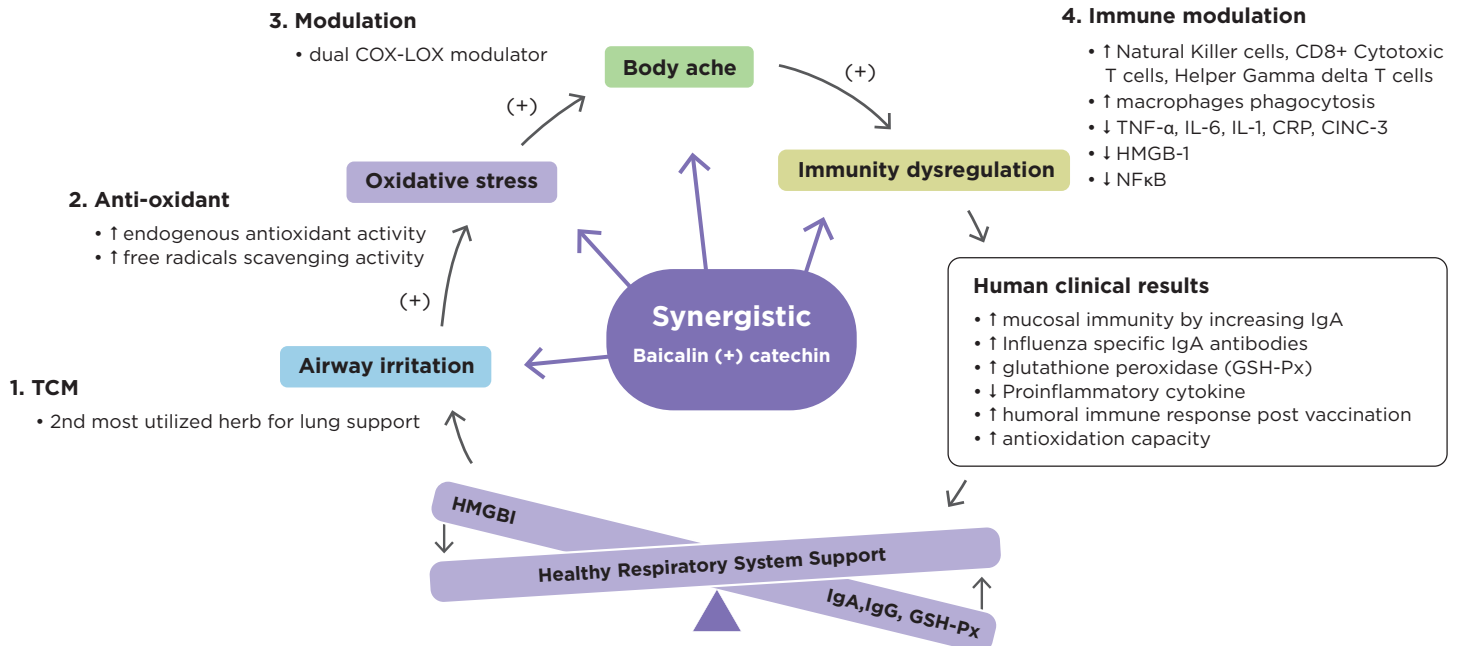 3. Modulation
• dual COX-LOX modulator
Body ache
(+)
4. Immune modulation
• ↑ Natural Killer cells, CD8+ Cytotoxic
T cells, Helper Gamma delta T cells
• ↑ macrophages phagocytosis
• ↓ TNF-α, IL-6, IL-1, CRP, CINC-3
• ↓ HMGB-1
• ↓ NFκB
(+)
Oxidative stress
Immunity dysregulation
2. Anti-oxidant
• ↑ endogenous antioxidant activity
• ↑ free radicals scavenging activity
(+)
Airway irritation
Synergistic
Baicalin (+) catechin
1. TCM
• 2nd most utilized herb for lung support
Human clinical results
• ↑ mucosal immunity by increasing IgA
• ↑ Influenza specific IgA antibodies
• ↑ glutathione peroxidase (GSH-Px)
• ↓ Proinflammatory cytokine
• ↑ humoral immune response post vaccination
• ↑ antioxidation capacity
HMGBI
Healthy Respiratory System Support
IgA,IgG, GSH-Px